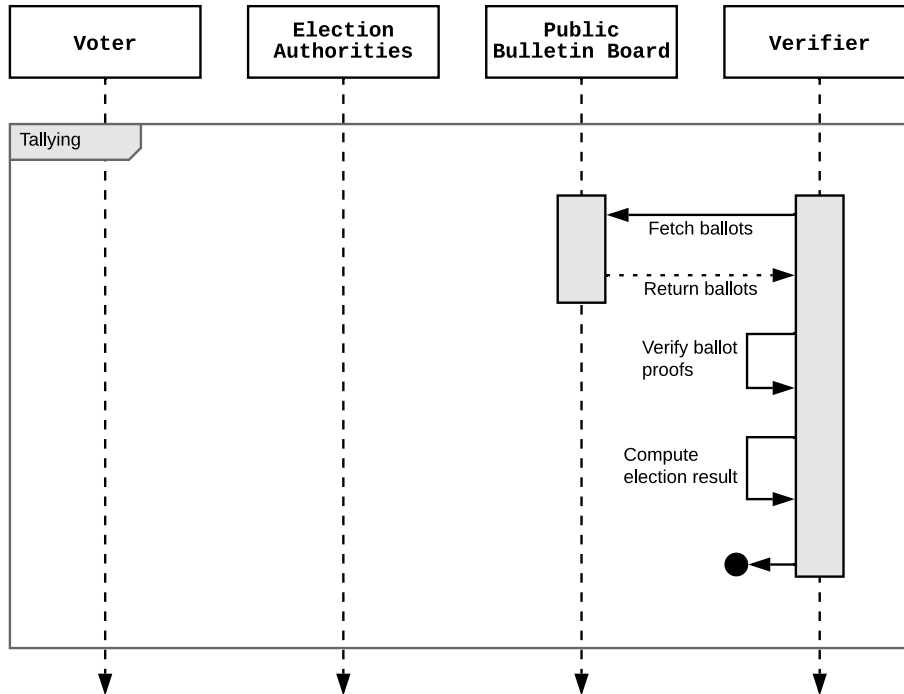 Voter
Election
Authorities
Public
Bulletin Board
Verifier
Tallying
Fetch ballots
Return ballots
Verify ballot
proofs
Compute
election result